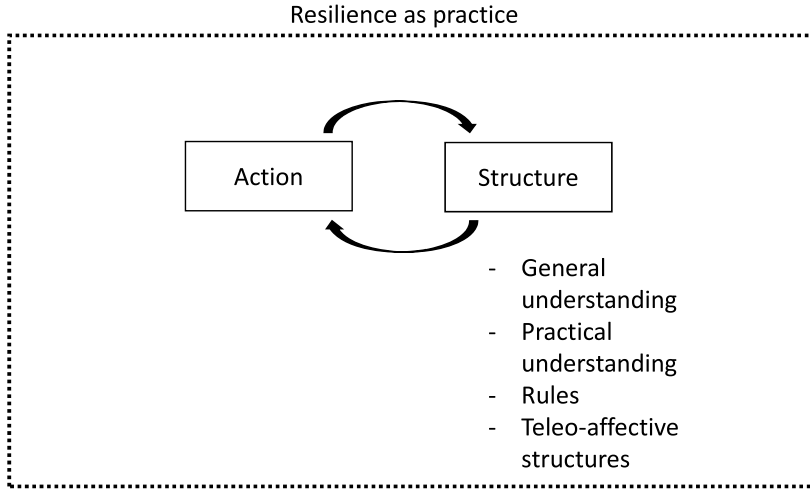 Resilience as practice
Action
Structure
- General
understanding
- Practical
understanding
- Rules
- Teleo-affective
structures